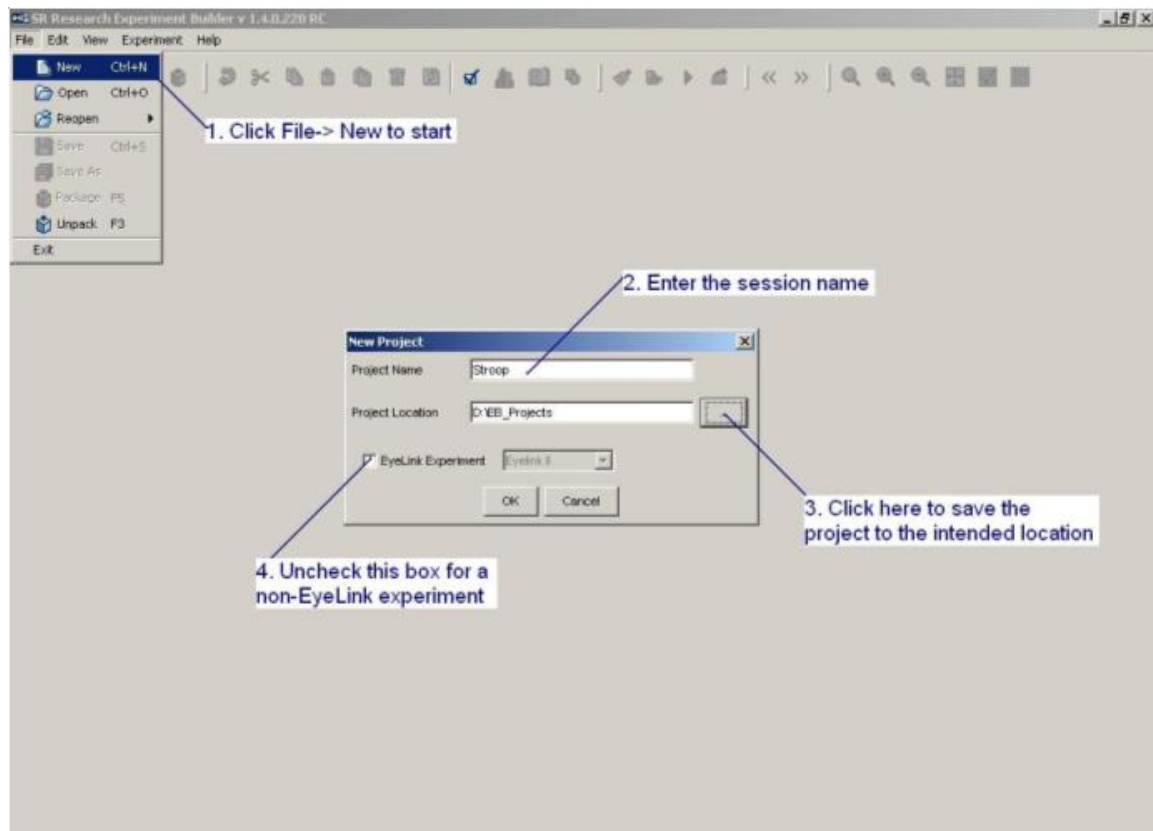 SR Research Experiment Builder v 1.4.0.220 RC
File Edit View Experiment Help
New Ctrl+N
Open Ctrl+O
Reopen
Save Ctrl+S
Save As
Package F5
Unpack F3
Exit
1. Click File-> New to start
2. Enter the session name
New Project
Project Name Stroop
Project Location D:\EB_Projects
EyeLink Experiment Eyelink II
OK Cancel
3. Click here to save the
project to the intended location
4. Uncheck this box for a
non-EyeLink experiment